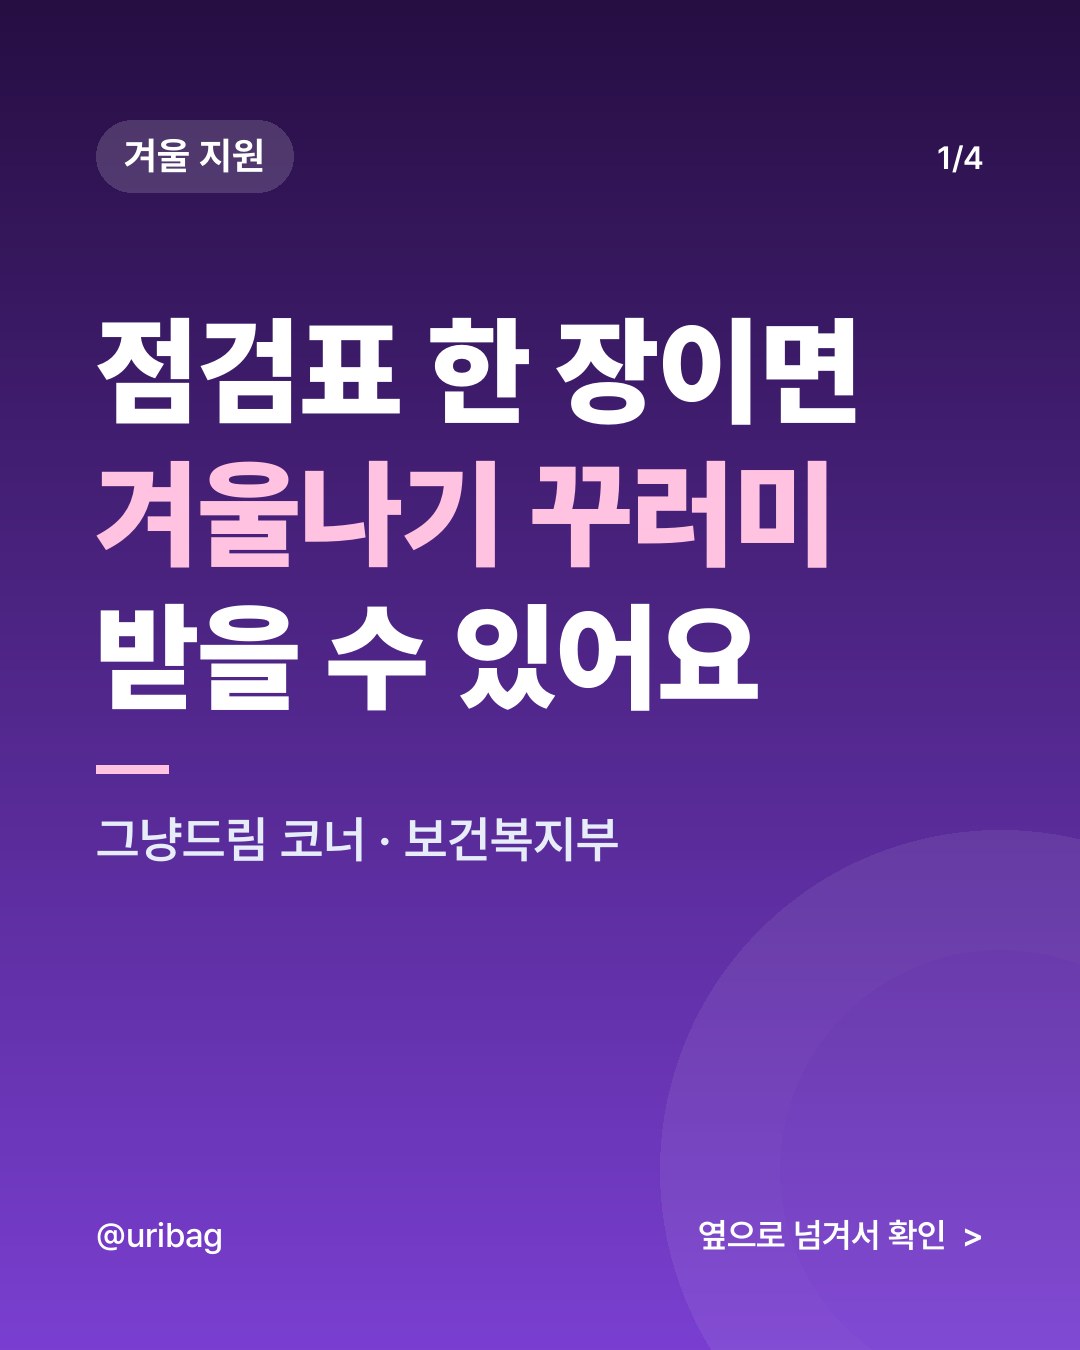 겨울 지원
1/4
점검표 한 장이면
겨울나기 꾸러미
받을 수 있어요
그냥드림 코너 · 보건복지부
@uribag
옆으로 넘겨서 확인 >